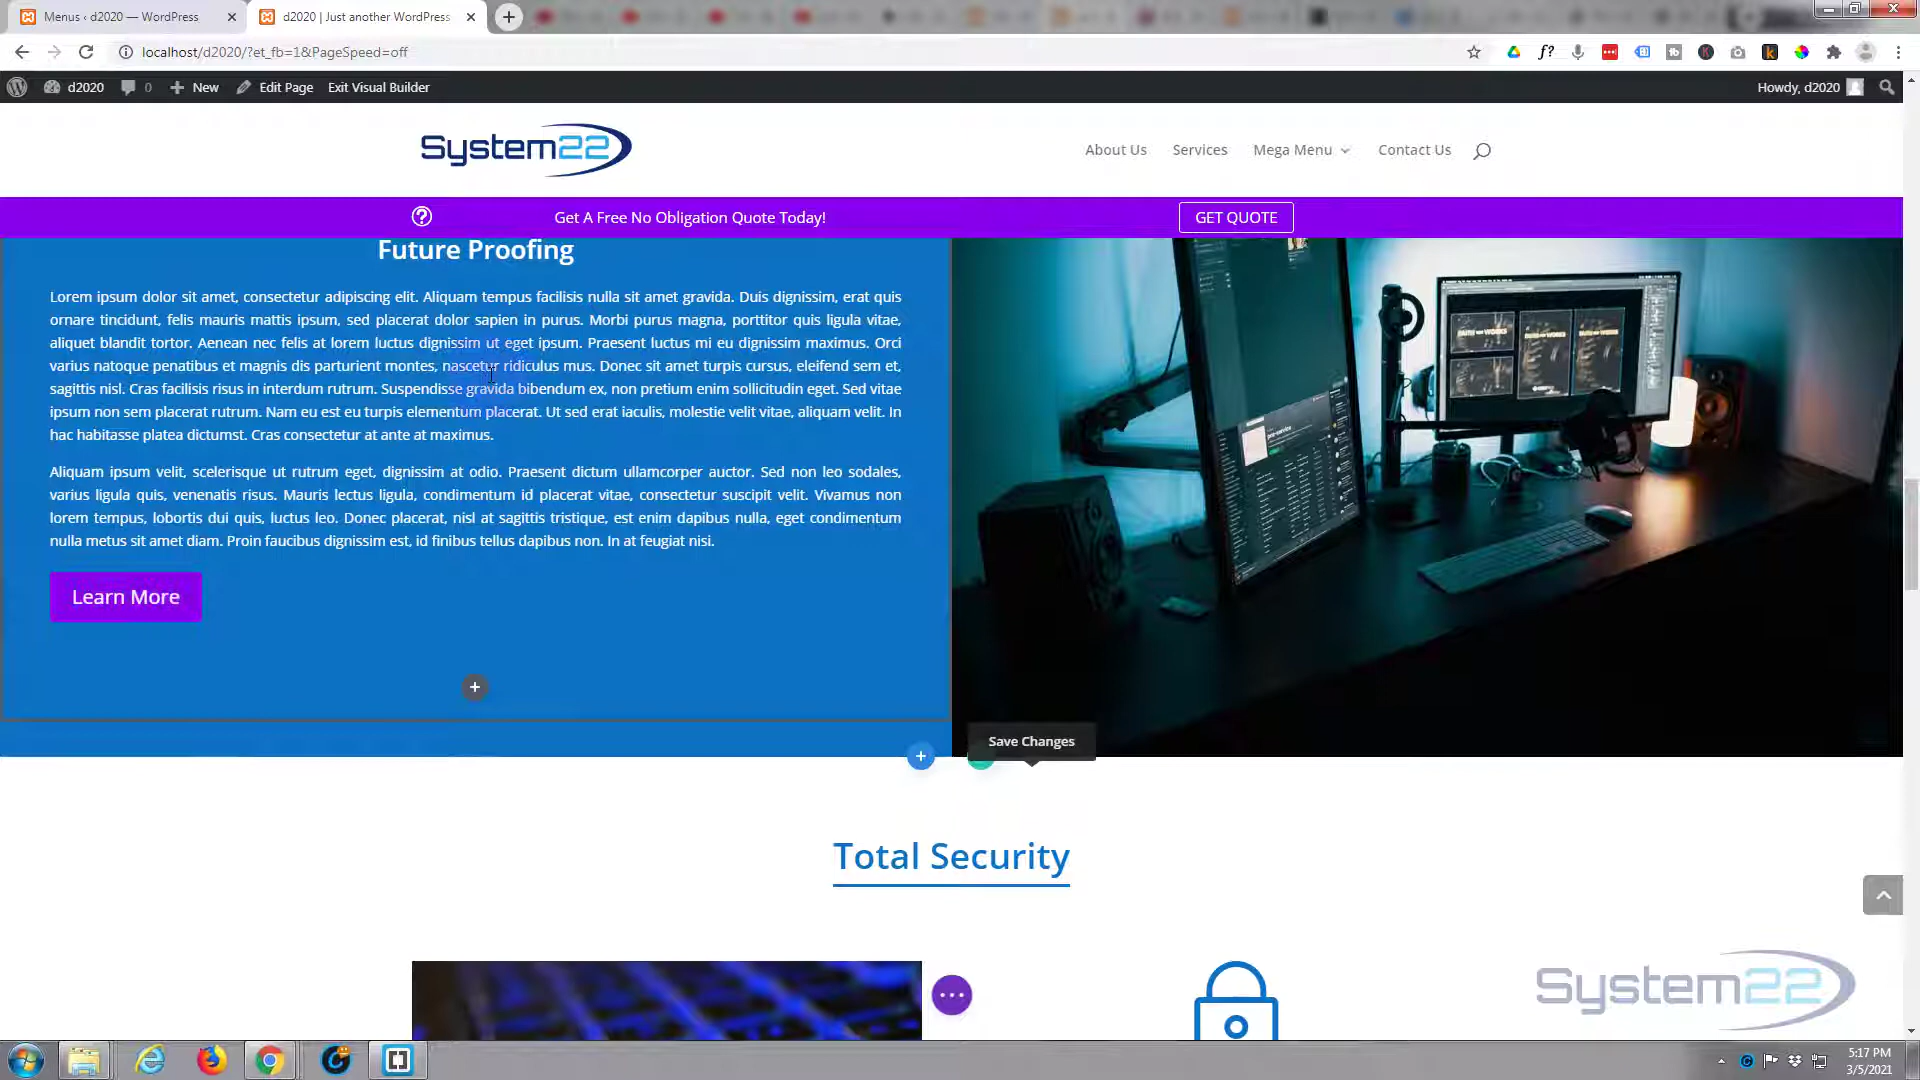 Menus ‹ d2020 — WordPress
d2020 | Just another WordPress
localhost/d2020/?et_fb=1&PageSpeed=off
d2020
0
New
Edit Page
Exit Visual Builder
Howdy, d2020
System22
About Us
Services
Mega Menu
Contact Us
Get A Free No Obligation Quote Today!
GET QUOTE
Future Proofing
Lorem ipsum dolor sit amet, consectetur adipiscing elit. Aliquam tempus facilisis nulla sit amet gravida. Duis dignissim, erat quis
ornare tincidunt, felis mauris mattis ipsum, sed placerat dolor sapien in purus. Morbi purus magna, porttitor quis ligula vitae,
aliquet blandit tortor. Aenean nec felis at lorem luctus dignissim ut eget ipsum. Praesent luctus mi eu dignissim maximus. Orci
varius natoque penatibus et magnis dis parturient montes, nascetur ridiculus mus. Donec sit amet turpis cursus, eleifend sem et,
sagittis nisl. Cras facilisis risus in interdum rutrum. Suspendisse gravida bibendum ex, non pretium enim sollicitudin eget. Sed vitae
ipsum non sem placerat rutrum. Nam eu est eu turpis elementum placerat. Ut sed erat iaculis, molestie velit vitae, aliquam velit. In
hac habitasse platea dictumst. Cras consectetur at ante at maximus.
Aliquam ipsum velit, scelerisque ut rutrum eget, dignissim at odio. Praesent dictum ullamcorper auctor. Sed non leo sodales,
varius ligula quis, venenatis risus. Mauris lectus ligula, condimentum id placerat vitae, consectetur suscipit velit. Vivamus non
lorem tempus, lobortis dui quis, luctus leo. Donec placerat, nisl at sagittis tristique, est enim dapibus nulla, eget condimentum
nulla metus sit amet diam. Proin faucibus dignissim est, id finibus tellus dapibus non. In at feugiat nisi.
Learn More
Save Changes
Total Security
System22
5:17 PM
3/5/2021